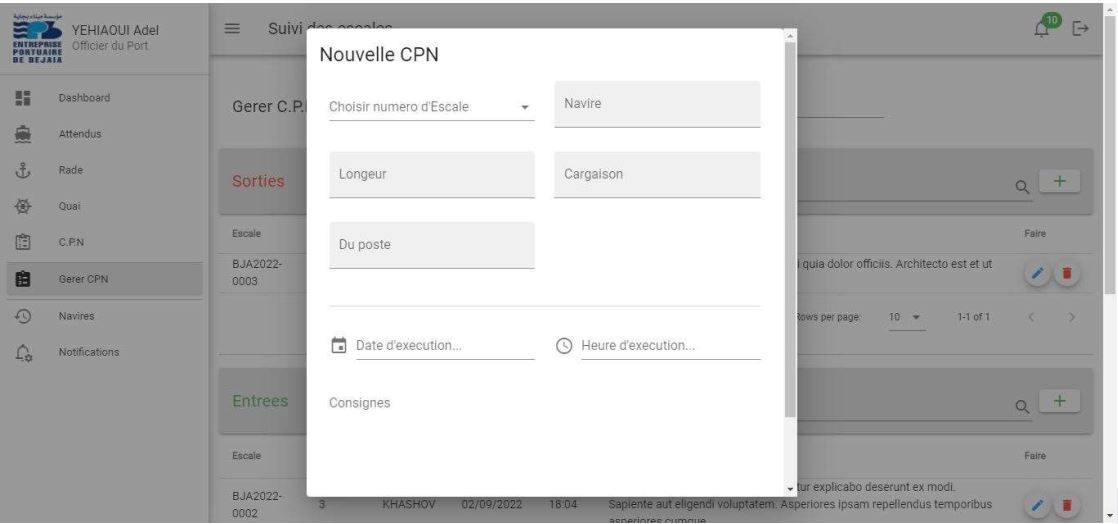 ENTREPRISE
PORTUAIRE
DE BEJAIA
YEHIAOUI Adel
Officier du Port
Dashboard
Attendus
Rade
Quai
C.P.N
Gerer CPN
Navires
Notifications
Suivi des escales
10
Gerer C.P.
Nouvelle CPN
Choisir numero d'Escale
Navire
Longeur
Cargaison
Du poste
Date d'execution...
Heure d'execution...
Consignes
Sorties
+
Escale
Faire
BJA2022-
0003
i quia dolor officiis. Architecto est et ut
Rows per page:
10
1-1 of 1
Entrees
+
Escale
Faire
BJA2022-
0002
3
KHASHOV
02/09/2022
18:04
tur explicabo deserunt ex modi.
Sapiente aut eligendi voluptatem. Asperiores ipsam repellendus temporibus
asperiores cumque